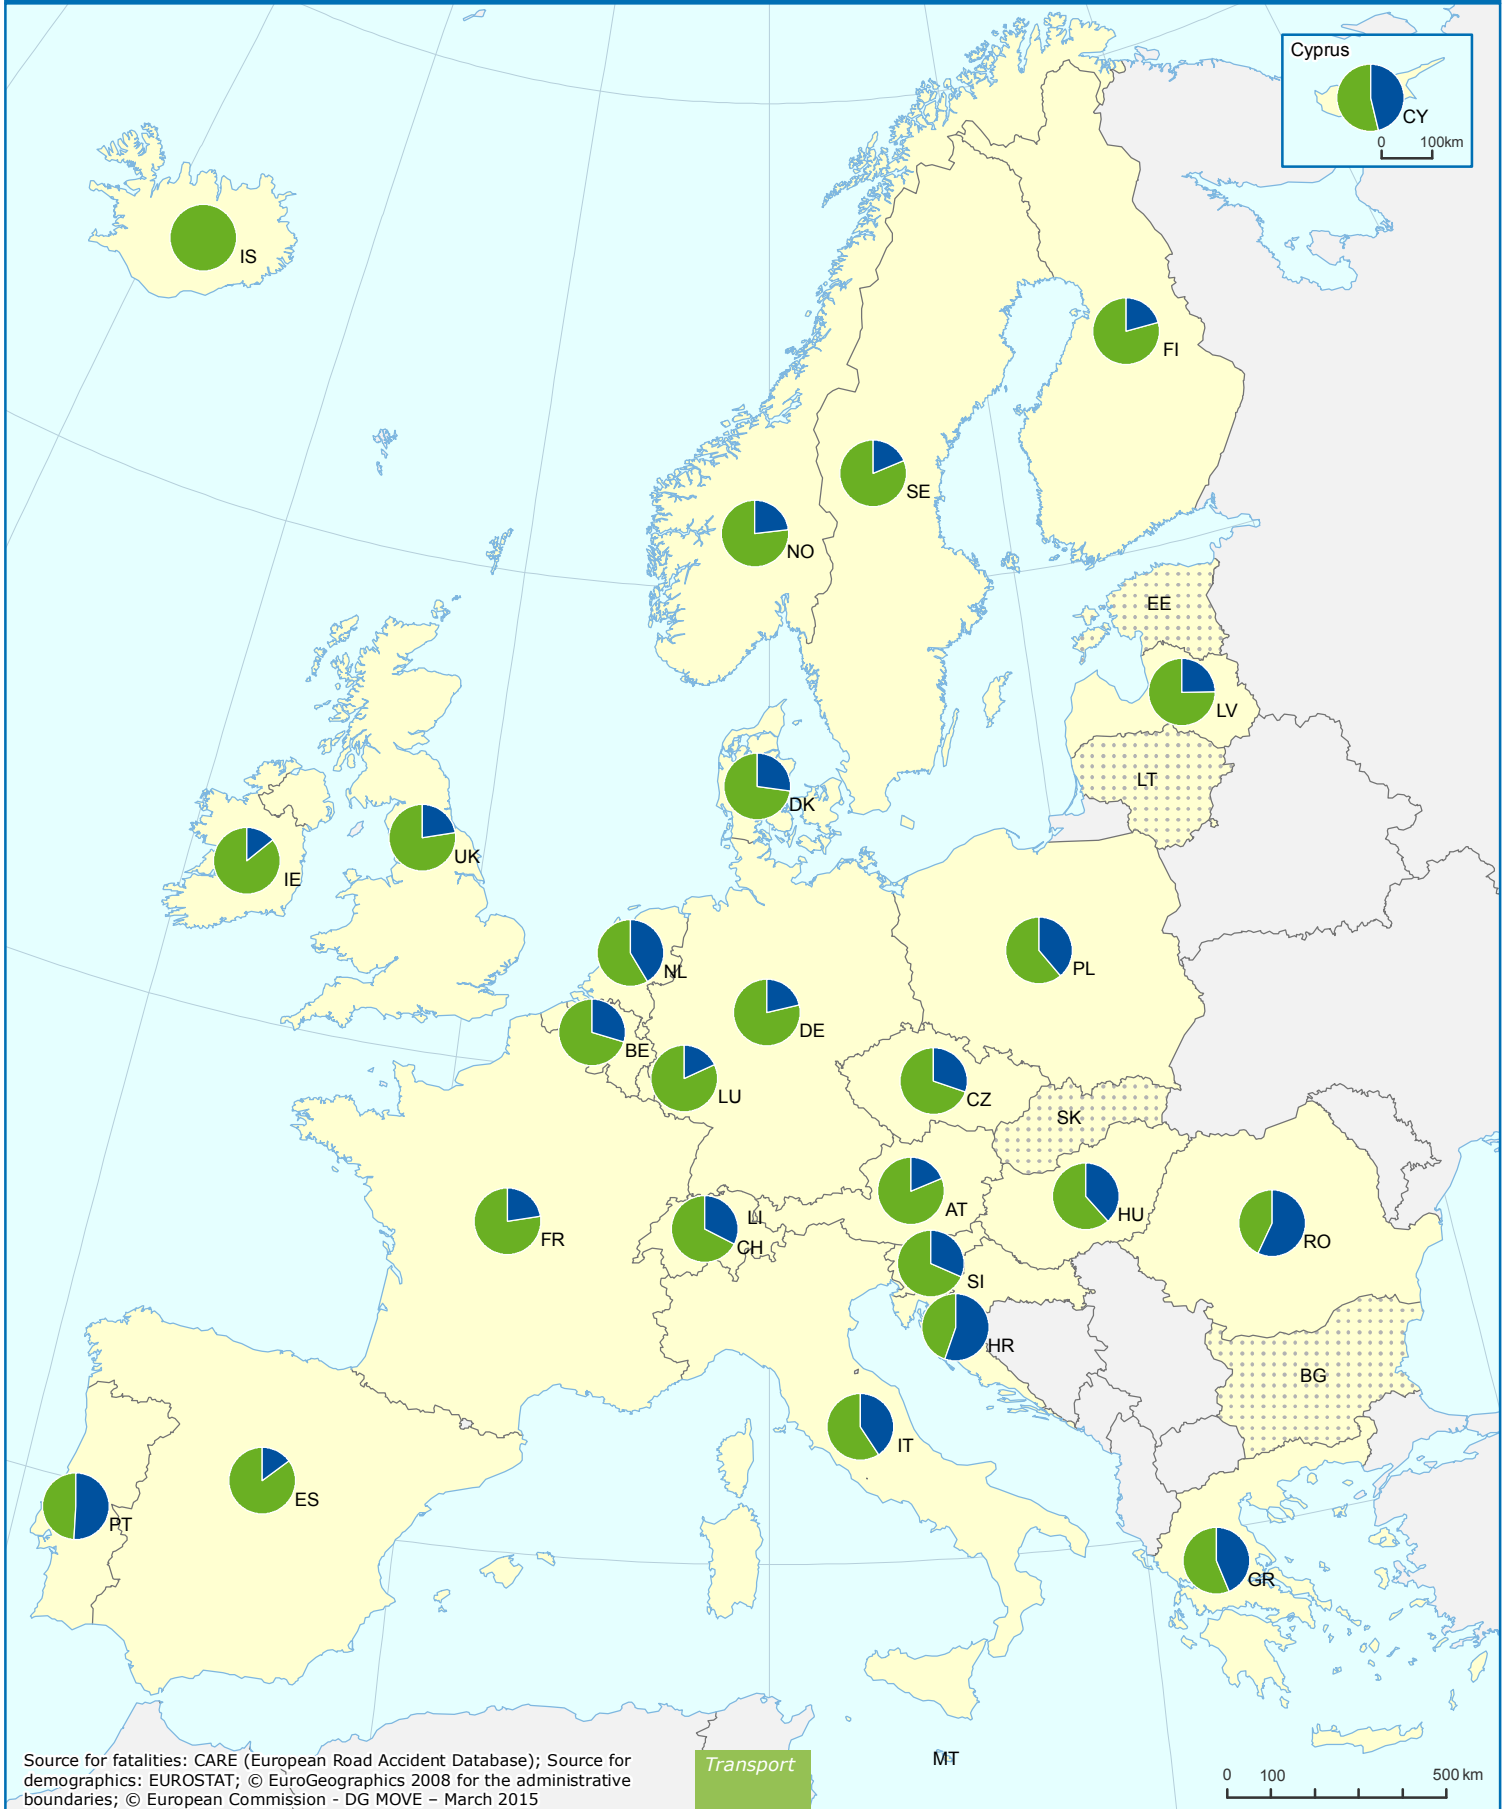 Cyprus
CY
0 100km
IS
FI
SE
NO
EE
LV
LT
DK
UK
IE
NL
PL
DE
BE
LU
CZ
SK
AT
HU
LI
CH
FR
RO
SI
HR
BG
IT
ES
PT
GR
MT
Source for fatalities: CARE (European Road Accident Database); Source for
demographics: EUROSTAT; © EuroGeographics 2008 for the administrative
boundaries; © European Commission - DG MOVE – March 2015
Transport
0 100 500 km